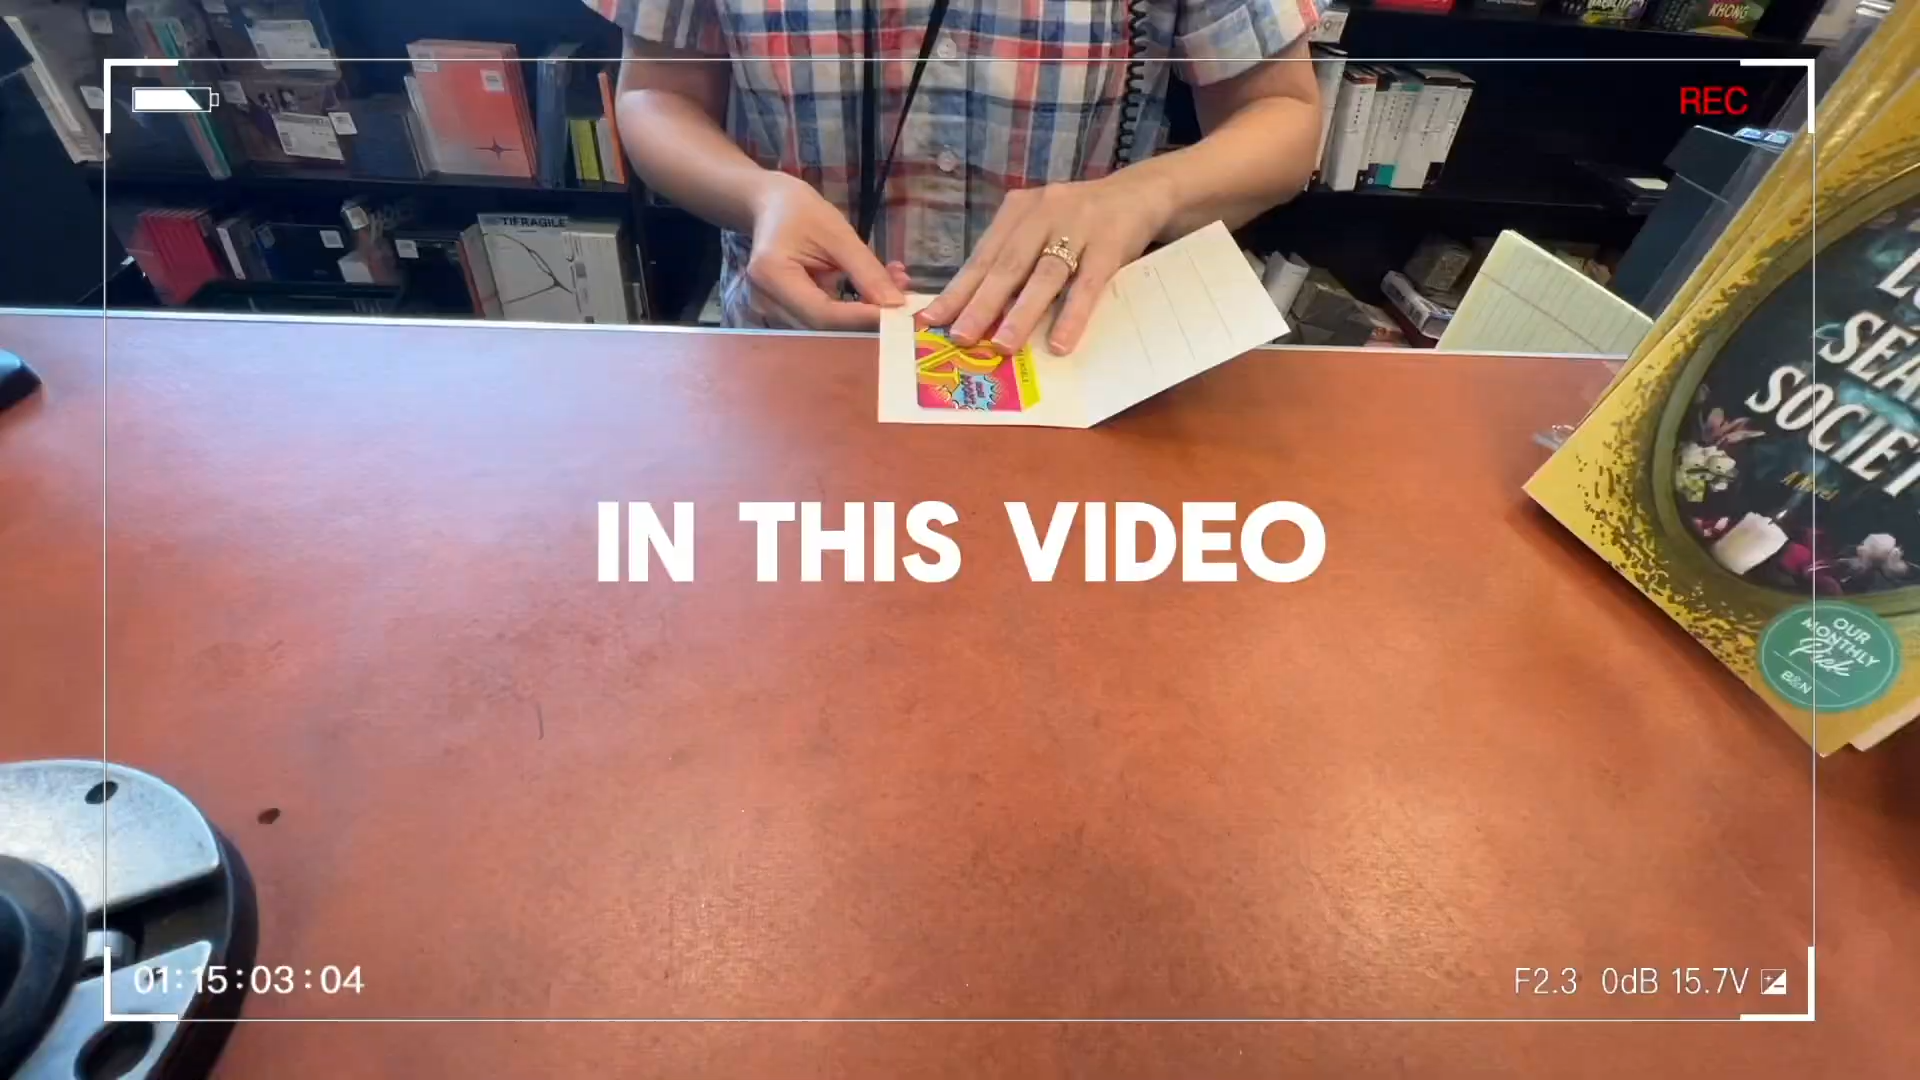 KHONG
REC
TIFRAGILE
SEA
SOCIET
A Novel
IN THIS VIDEO
OUR
MONTHLY
Pick
B&N
01:15:03:04
F2.3 0dB 15.7V